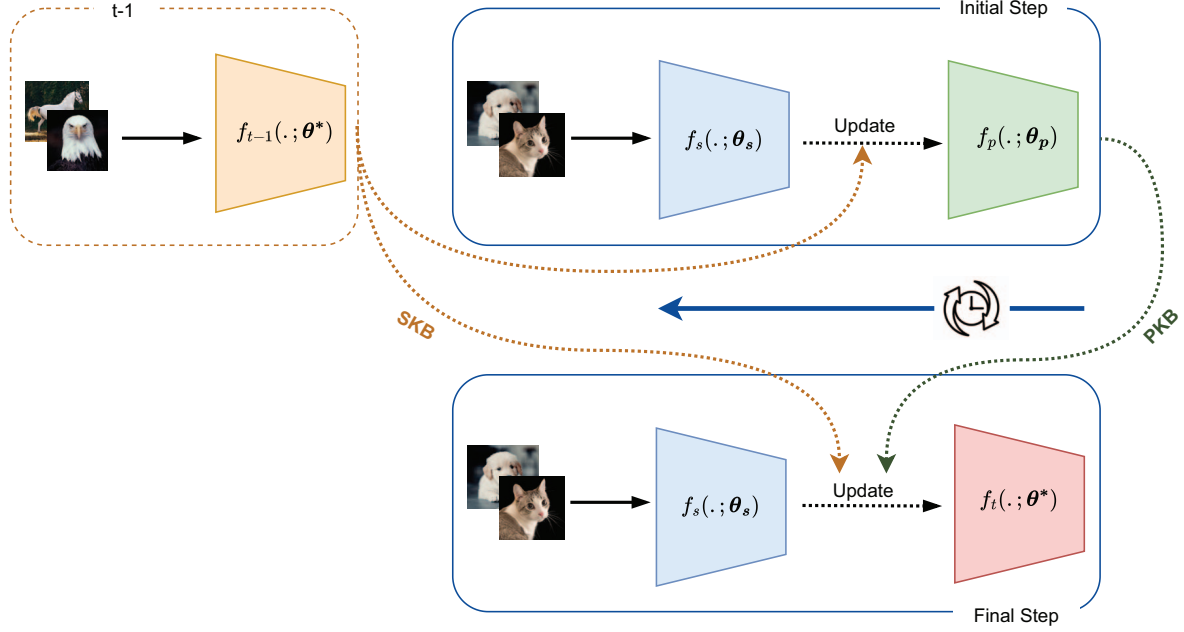 t-1
Initial Step
f_{t-1}(.;θ*)
f_s(.;θ_s)
Update
f_p(.;θ_p)
SKB
PKB
f_s(.;θ_s)
Update
f_t(.;θ*)
Final Step